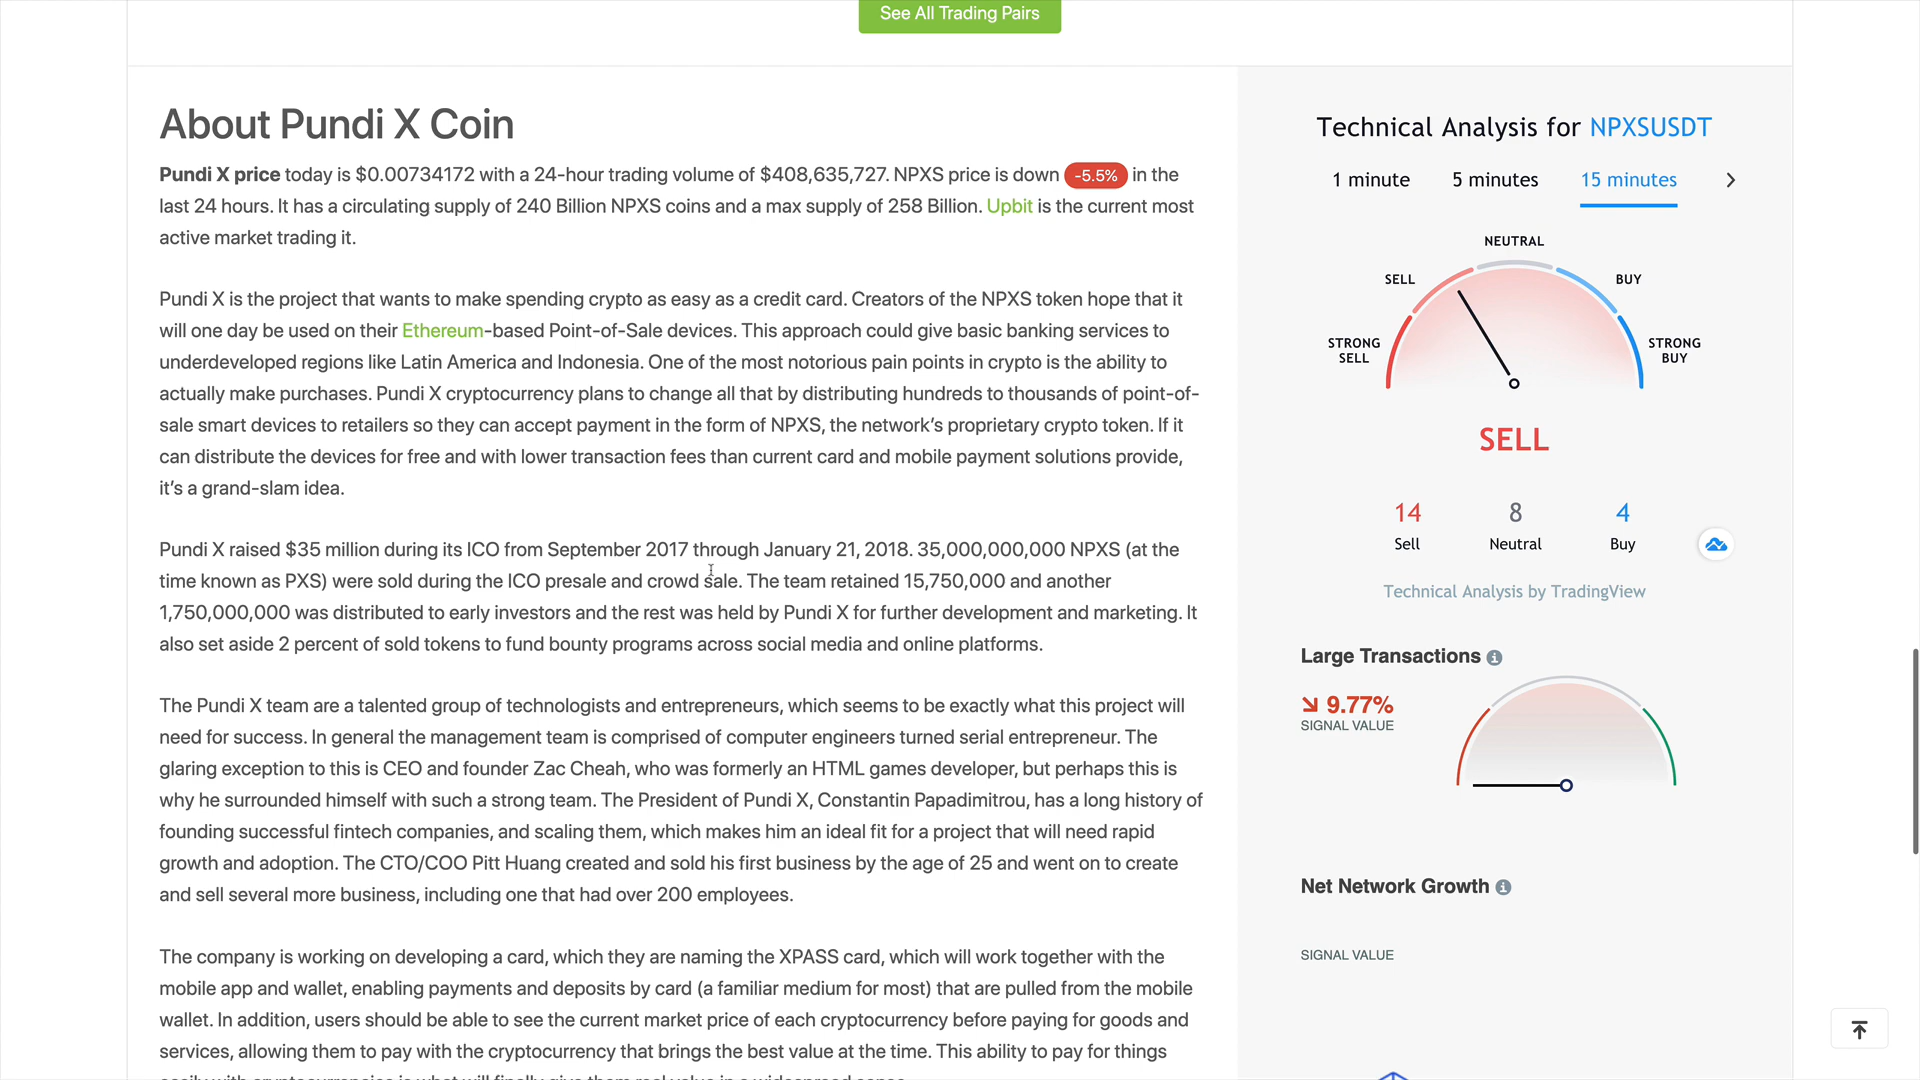 See All Trading Pairs
About Pundi X Coin
Pundi X price today is $0.00734172 with a 24-hour trading volume of $408,635,727. NPXS price is down -5.5% in the
last 24 hours. It has a circulating supply of 240 Billion NPXS coins and a max supply of 258 Billion. Upbit is the current most
active market trading it.
Pundi X is the project that wants to make spending crypto as easy as a credit card. Creators of the NPXS token hope that it
will one day be used on their Ethereum-based Point-of-Sale devices. This approach could give basic banking services to
underdeveloped regions like Latin America and Indonesia. One of the most notorious pain points in crypto is the ability to
actually make purchases. Pundi X cryptocurrency plans to change all that by distributing hundreds to thousands of point-of-
sale smart devices to retailers so they can accept payment in the form of NPXS, the network's proprietary crypto token. If it
can distribute the devices for free and with lower transaction fees than current card and mobile payment solutions provide,
it's a grand-slam idea.
Pundi X raised $35 million during its ICO from September 2017 through January 21, 2018. 35,000,000,000 NPXS (at the
time known as PXS) were sold during the ICO presale and crowd sale. The team retained 15,750,000 and another
1,750,000,000 was distributed to early investors and the rest was held by Pundi X for further development and marketing. It
also set aside 2 percent of sold tokens to fund bounty programs across social media and online platforms.
The Pundi X team are a talented group of technologists and entrepreneurs, which seems to be exactly what this project will
need for success. In general the management team is comprised of computer engineers turned serial entrepreneur. The
glaring exception to this is CEO and founder Zac Cheah, who was formerly an HTML games developer, but perhaps this is
why he surrounded himself with such a strong team. The President of Pundi X, Constantin Papadimitrou, has a long history of
founding successful fintech companies, and scaling them, which makes him an ideal fit for a project that will need rapid
growth and adoption. The CTO/COO Pitt Huang created and sold his first business by the age of 25 and went on to create
and sell several more business, including one that had over 200 employees.
The company is working on developing a card, which they are naming the XPASS card, which will work together with the
mobile app and wallet, enabling payments and deposits by card (a familiar medium for most) that are pulled from the mobile
wallet. In addition, users should be able to see the current market price of each cryptocurrency before paying for goods and
services, allowing them to pay with the cryptocurrency that brings the best value at the time. This ability to pay for things
Technical Analysis for NPXSUSDT
1 minute 5 minutes 15 minutes
NEUTRAL
SELL BUY
STRONG SELL STRONG BUY
SELL
14 8 4
Sell Neutral Buy
Technical Analysis by TradingView
Large Transactions
9.77%
SIGNAL VALUE
Net Network Growth
SIGNAL VALUE